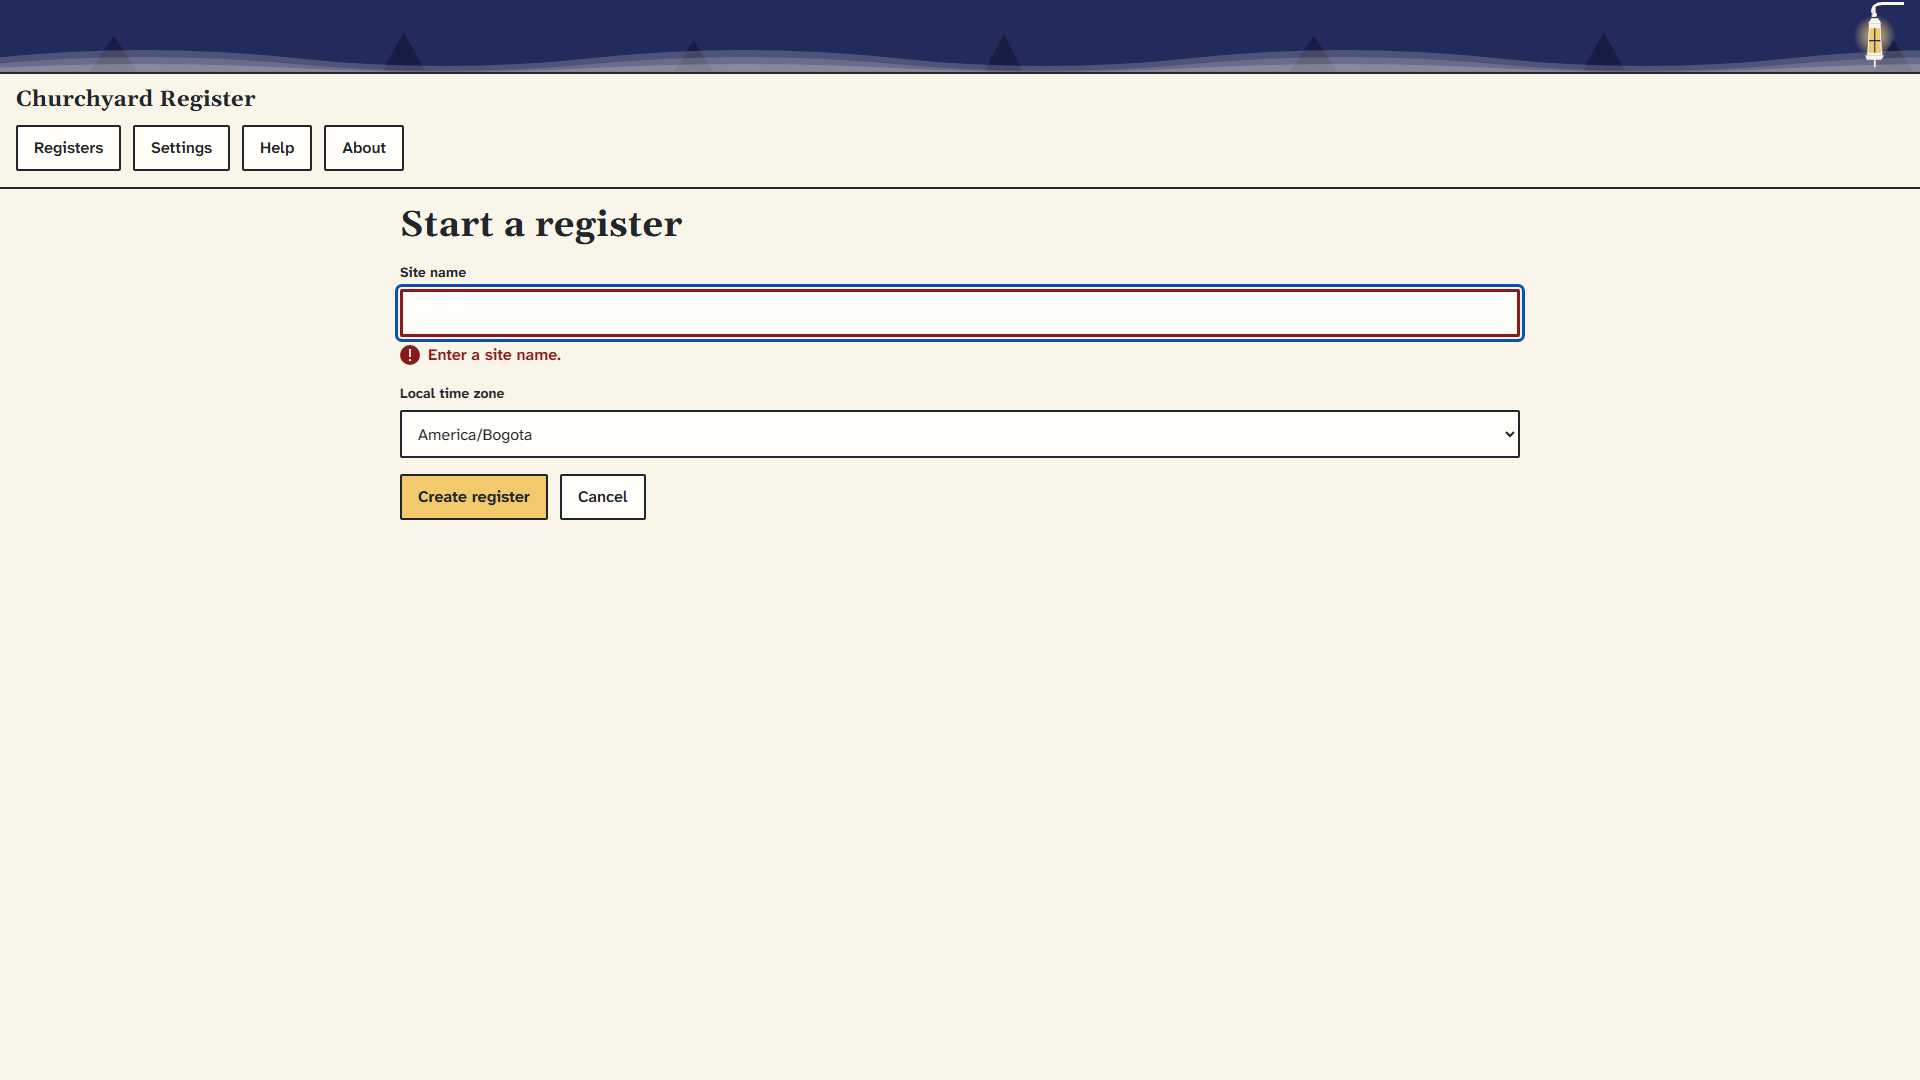 Churchyard Register
Registers Settings Help About
Start a register
Site name
Enter a site name.
Local time zone
America/Bogota
Create register Cancel